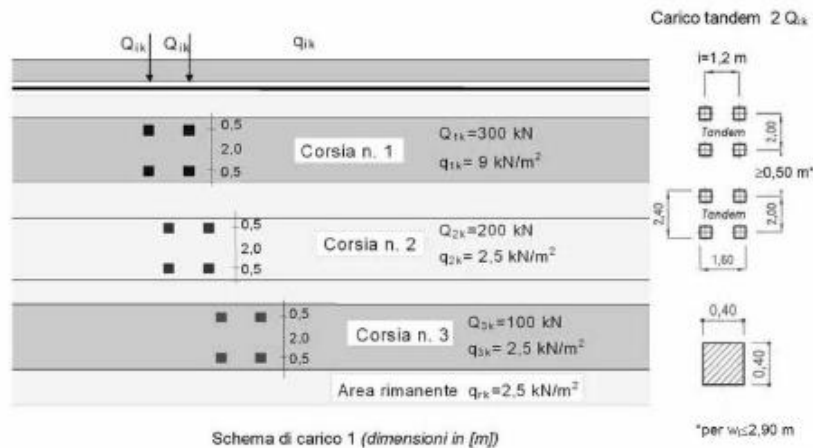 Carico tandem 2 Qik
Qik Qik qik
i=1,2 m
0,5
2,0
0,5
Corsia n. 1
Q1k=300 kN
q1k= 9 kN/m²
Tandem
2,00
≥0,50 m*
0,5
2,0
0,5
Corsia n. 2
Q2k=200 kN
q2k= 2,5 kN/m²
2,40
Tandem
2,00
1,60
0,5
2,0
0,5
Corsia n. 3
Q3k=100 kN
q3k= 2,5 kN/m²
0,40
0,40
Area rimanente qrk=2,5 kN/m²
*per wl≤2,90 m
Schema di carico 1 (dimensioni in [m])